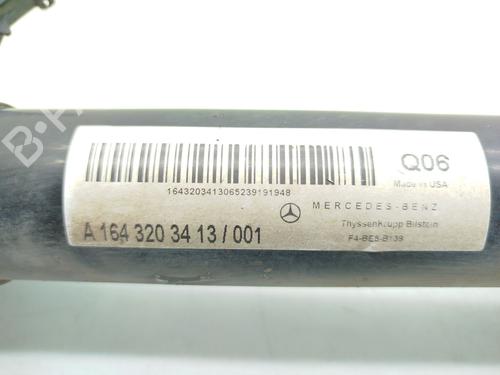 Q06
Made in USA
1643203413065239191948
MERCEDES-BENZ
A 164 320 34 13 / 001
ThyssenKrupp Bilstein
F4-BE5-B139